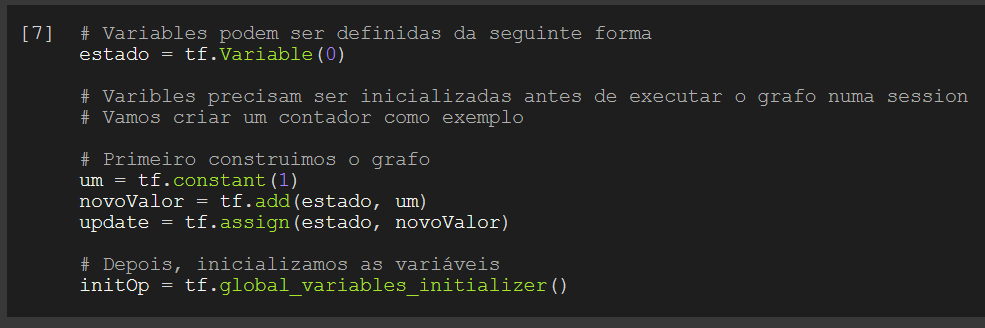 [7] # Variables podem ser definidas da seguinte forma
estado = tf.Variable(0)
# Varibles precisam ser inicializadas antes de executar o grafo numa session
# Vamos criar um contador como exemplo
# Primeiro construimos o grafo
um = tf.constant(1)
novoValor = tf.add(estado, um)
update = tf.assign(estado, novoValor)
# Depois, inicializamos as variáveis
initOp = tf.global_variables_initializer()